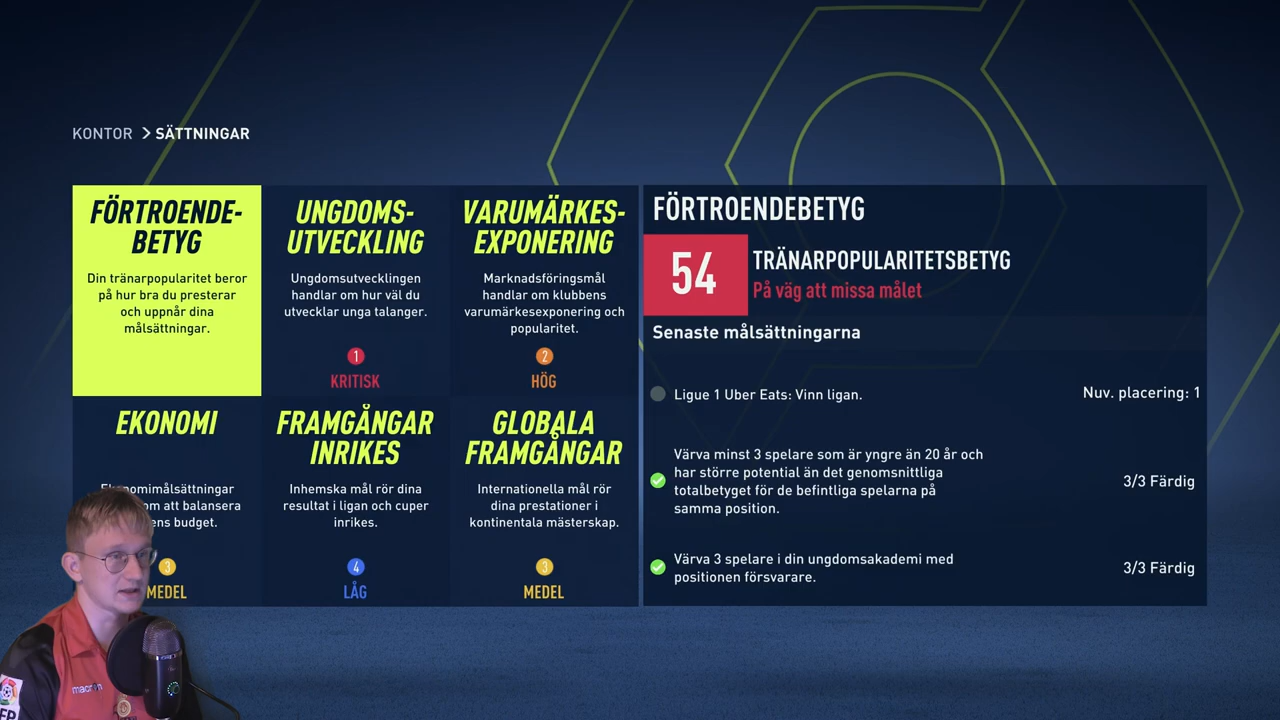 KONTOR > SÄTTNINGAR
FÖRTROENDE-
BETYG
Din tränarpopularitet beror
på hur bra du presterar
och uppnår dina
målsättningar.
UNGDOMS-
UTVECKLING
Ungdomsutvecklingen
handlar om hur väl du
utvecklar unga talanger.
1
KRITISK
VARUMÄRKES-
EXPONERING
Marknadsföringsmål
handlar om klubbens
varumärkesexponering och
popularitet.
2
HÖG
EKONOMI
om att balansera
budget.
3
MEDEL
FRAMGÅNGAR
INRIKES
Inhemska mål rör dina
resultat i ligan och cuper
inrikes.
4
LÅG
GLOBALA
FRAMGÅNGAR
Internationella mål rör
dina prestationer i
kontinentala mästerskap.
3
MEDEL
FÖRTROENDEBETYG
54
TRÄNARPOPULARITETSBETYG
På väg att missa målet
Senaste målsättningarna
Ligue 1 Uber Eats: Vinn ligan.
Nuv. placering: 1
Värva minst 3 spelare som är yngre än 20 år och
har större potential än det genomsnittliga
totalbetyget för de befintliga spelarna på
samma position.
3/3 Färdig
Värva 3 spelare i din ungdomsakademi med
positionen försvarare.
3/3 Färdig
macron